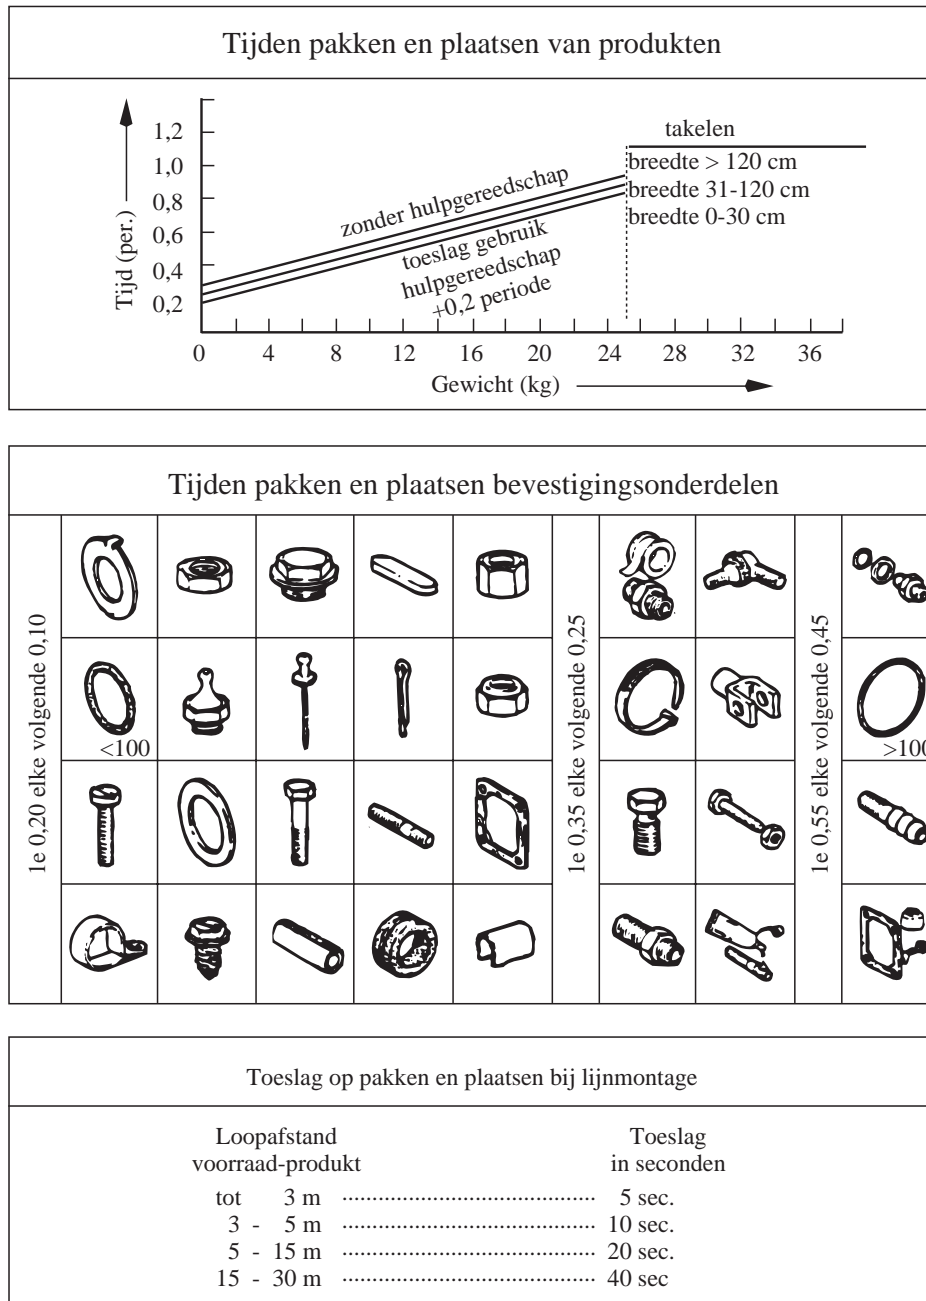 Tijden pakken en plaatsen van produkten
Tijd (per.)
1,2
1,0
0,8
0,6
0,4
0,2
zonder hulpgereedschap
toeslag gebruik
hulpgereedschap
+0,2 periode
takelen
breedte > 120 cm
breedte 31-120 cm
breedte 0-30 cm
0 4 8 12 16 20 24 28 32 36
Gewicht (kg)
Tijden pakken en plaatsen bevestigingsonderdelen
1e 0,20 elke volgende 0,10
<100
1e 0,35 elke volgende 0,25
1e 0,55 elke volgende 0,45
>100
Toeslag op pakken en plaatsen bij lijnmontage
Loopafstand Toeslag
voorraad-produkt in seconden
tot 3 m ........................................... 5 sec.
3 - 5 m ........................................... 10 sec.
5 - 15 m ........................................... 20 sec.
15 - 30 m ........................................... 40 sec